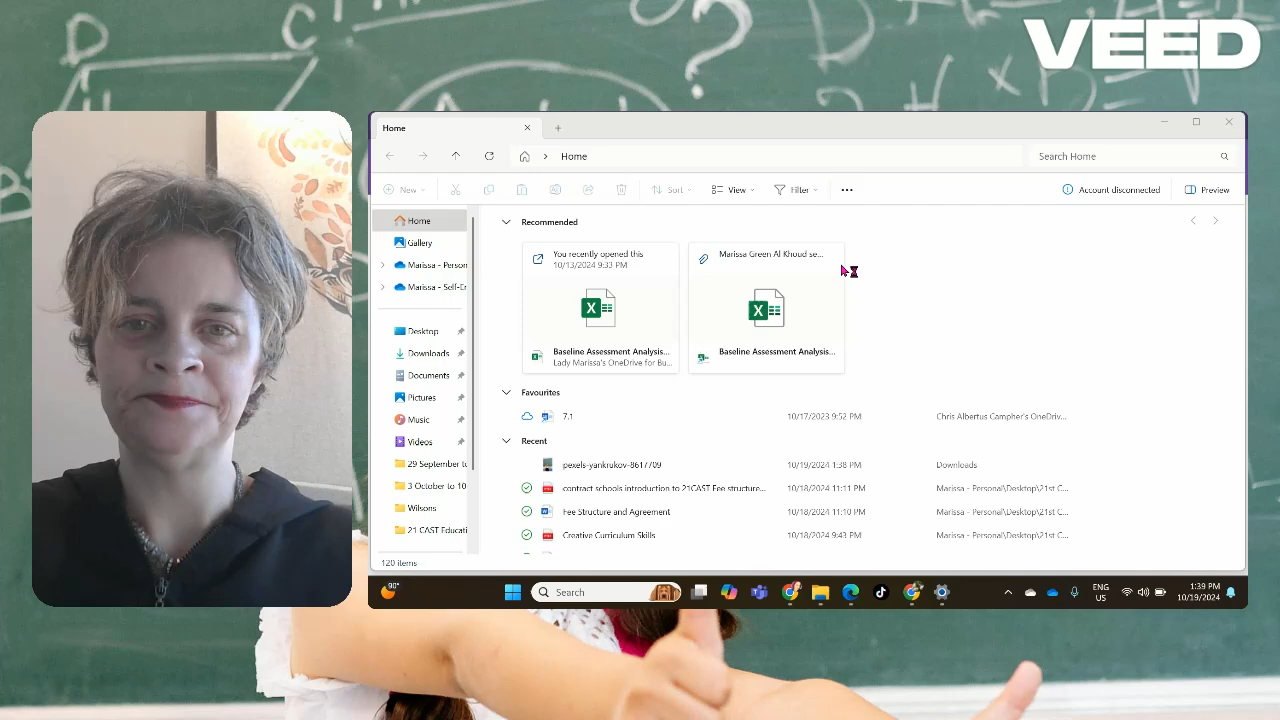 VEED
Home
Home
Search Home
New
Sort
View
Filter
Account disconnected
Preview
Home
Gallery
Marissa - Person
Marissa - Self-Er
Desktop
Downloads
Documents
Pictures
Music
Videos
29 September to
3 October to 10
Wilsons
21 CAST Educati
Recommended
You recently opened this
10/13/2024 9:33 PM
Baseline Assessment Analysis...
Lady Marissa's OneDrive for Bu...
Marissa Green Al Khoud se...
Baseline Assessment Analysis...
Favourites
7.1 10/17/2023 9:52 PM Chris Albertus Campher's OneDriv...
Recent
pexels-yankrukov-8617709 10/19/2024 1:38 PM Downloads
contract schools introduction to 21CAST Fee structure... 10/18/2024 11:11 PM Marissa - Personal\Desktop\21st C...
Fee Structure and Agreement 10/18/2024 11:10 PM Marissa - Personal\Desktop\21st C...
Creative Curriculum Skills 10/18/2024 9:43 PM Marissa - Personal\Desktop\21st C...
120 items
90°
Search
ENG
US
1:39 PM
10/19/2024